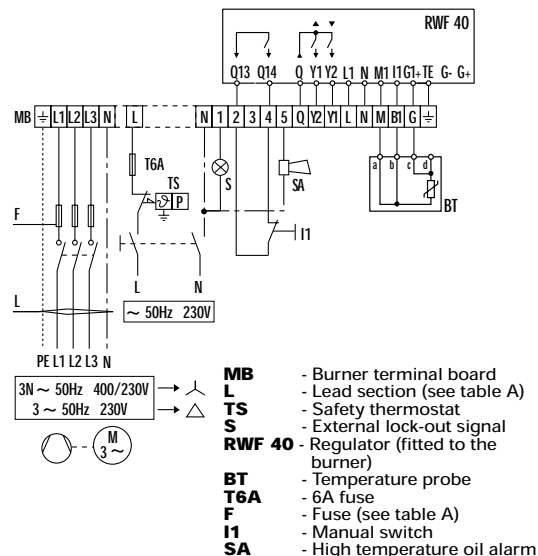 RWF 40
Q13 Q14 Q Y1 Y2 L1 N M1 I1 G1+ TE G- G+
MB L1 L2 L3 N L N 1 2 3 4 5 Q Y2 Y1 L N M B1 G
T6A
TS
ϑ P
S
SA
I1
a b c d
BT
F
L N
L
~ 50Hz 230V
PE L1 L2 L3 N
3N ~ 50Hz 400/230V
3 ~ 50Hz 230V
M
3 ~
MB - Burner terminal board
L - Lead section (see table A)
TS - Safety thermostat
S - External lock-out signal
RWF 40 - Regulator (fitted to the
burner)
BT - Temperature probe
T6A - 6A fuse
F - Fuse (see table A)
I1 - Manual switch
SA - High temperature oil alarm